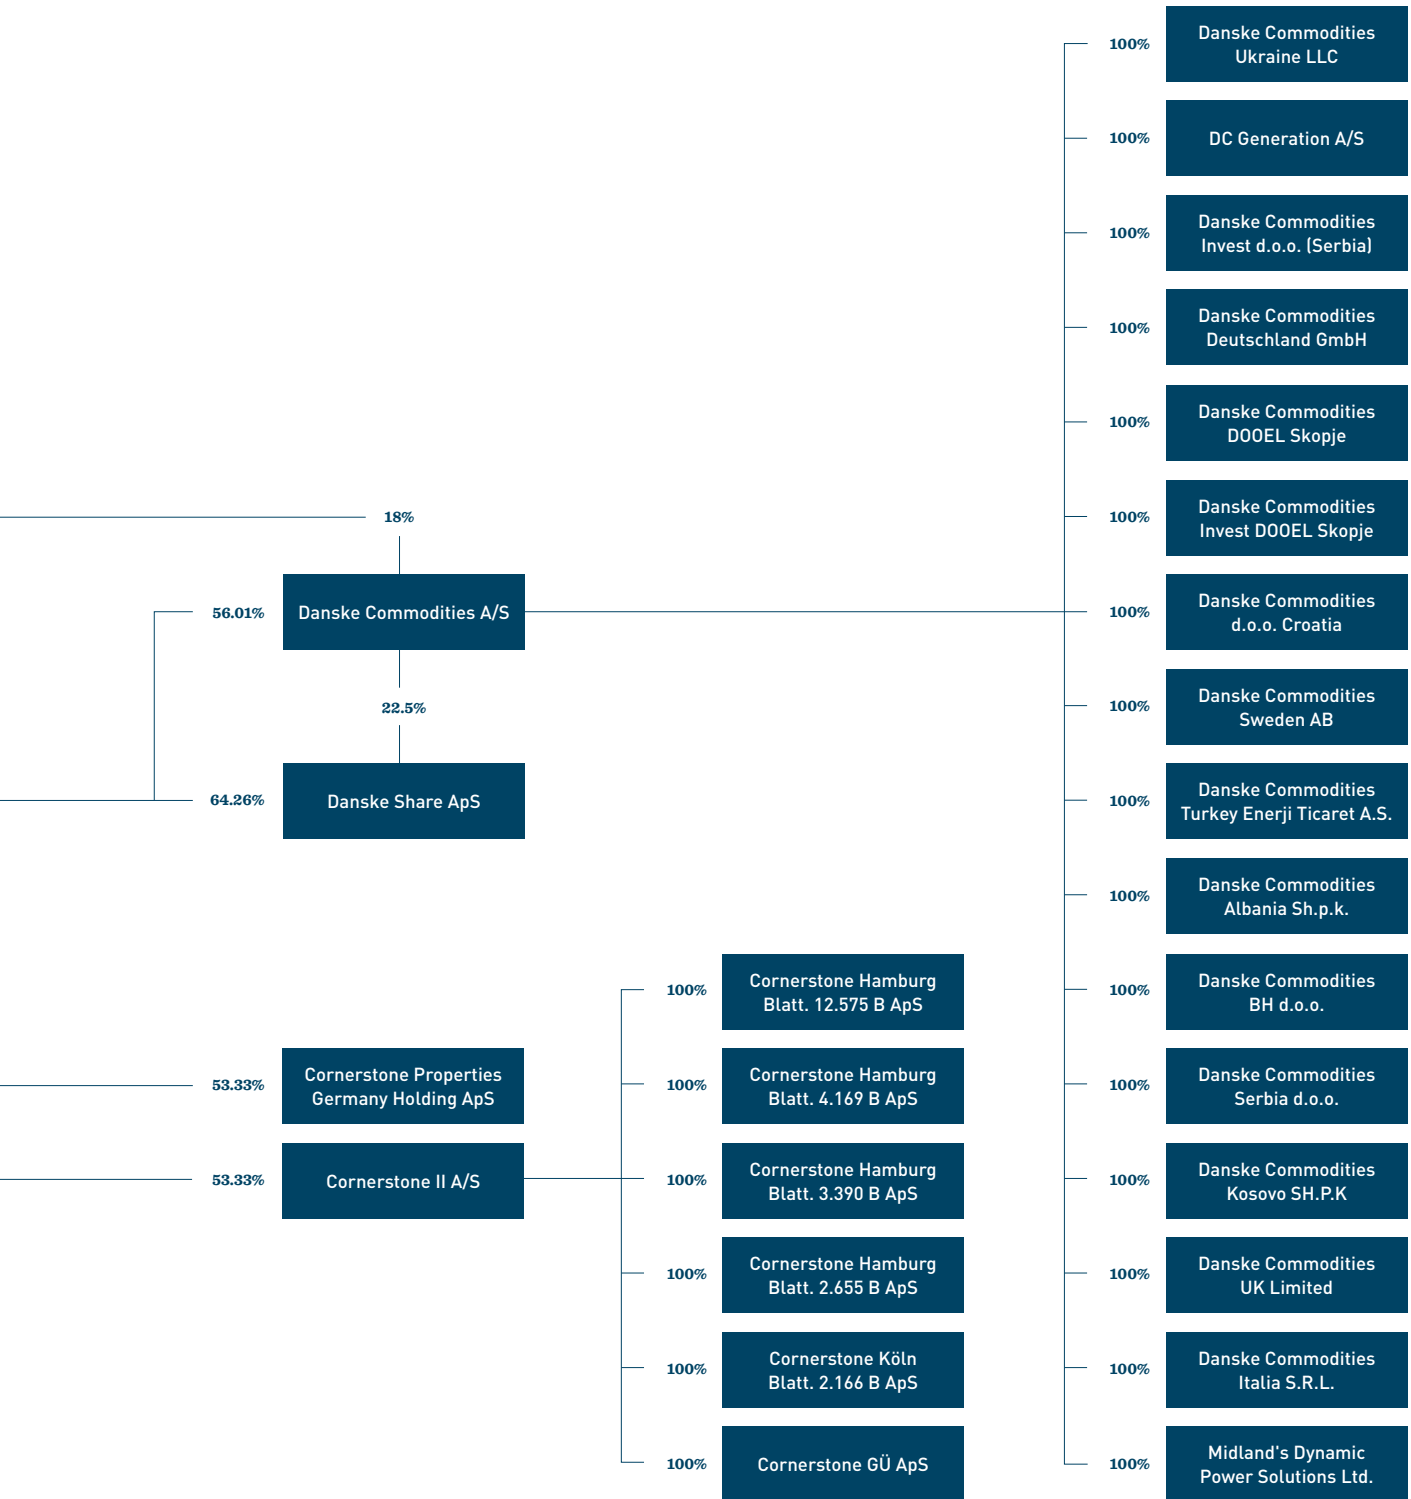 18%
56.01%
Danske Commodities A/S
22.5%
64.26%
Danske Share ApS
53.33%
Cornerstone Properties
Germany Holding ApS
53.33%
Cornerstone II A/S
100%
Cornerstone Hamburg
Blatt. 12.575 B ApS
100%
Cornerstone Hamburg
Blatt. 4.169 B ApS
100%
Cornerstone Hamburg
Blatt. 3.390 B ApS
100%
Cornerstone Hamburg
Blatt. 2.655 B ApS
100%
Cornerstone Köln
Blatt. 2.166 B ApS
100%
Cornerstone GÜ ApS
100%
Danske Commodities
Ukraine LLC
100%
DC Generation A/S
100%
Danske Commodities
Invest d.o.o. (Serbia)
100%
Danske Commodities
Deutschland GmbH
100%
Danske Commodities
DOOEL Skopje
100%
Danske Commodities
Invest DOOEL Skopje
100%
Danske Commodities
d.o.o. Croatia
100%
Danske Commodities
Sweden AB
100%
Danske Commodities
Turkey Enerji Ticaret A.S.
100%
Danske Commodities
Albania Sh.p.k.
100%
Danske Commodities
BH d.o.o.
100%
Danske Commodities
Serbia d.o.o.
100%
Danske Commodities
Kosovo SH.P.K
100%
Danske Commodities
UK Limited
100%
Danske Commodities
Italia S.R.L.
100%
Midland's Dynamic
Power Solutions Ltd.